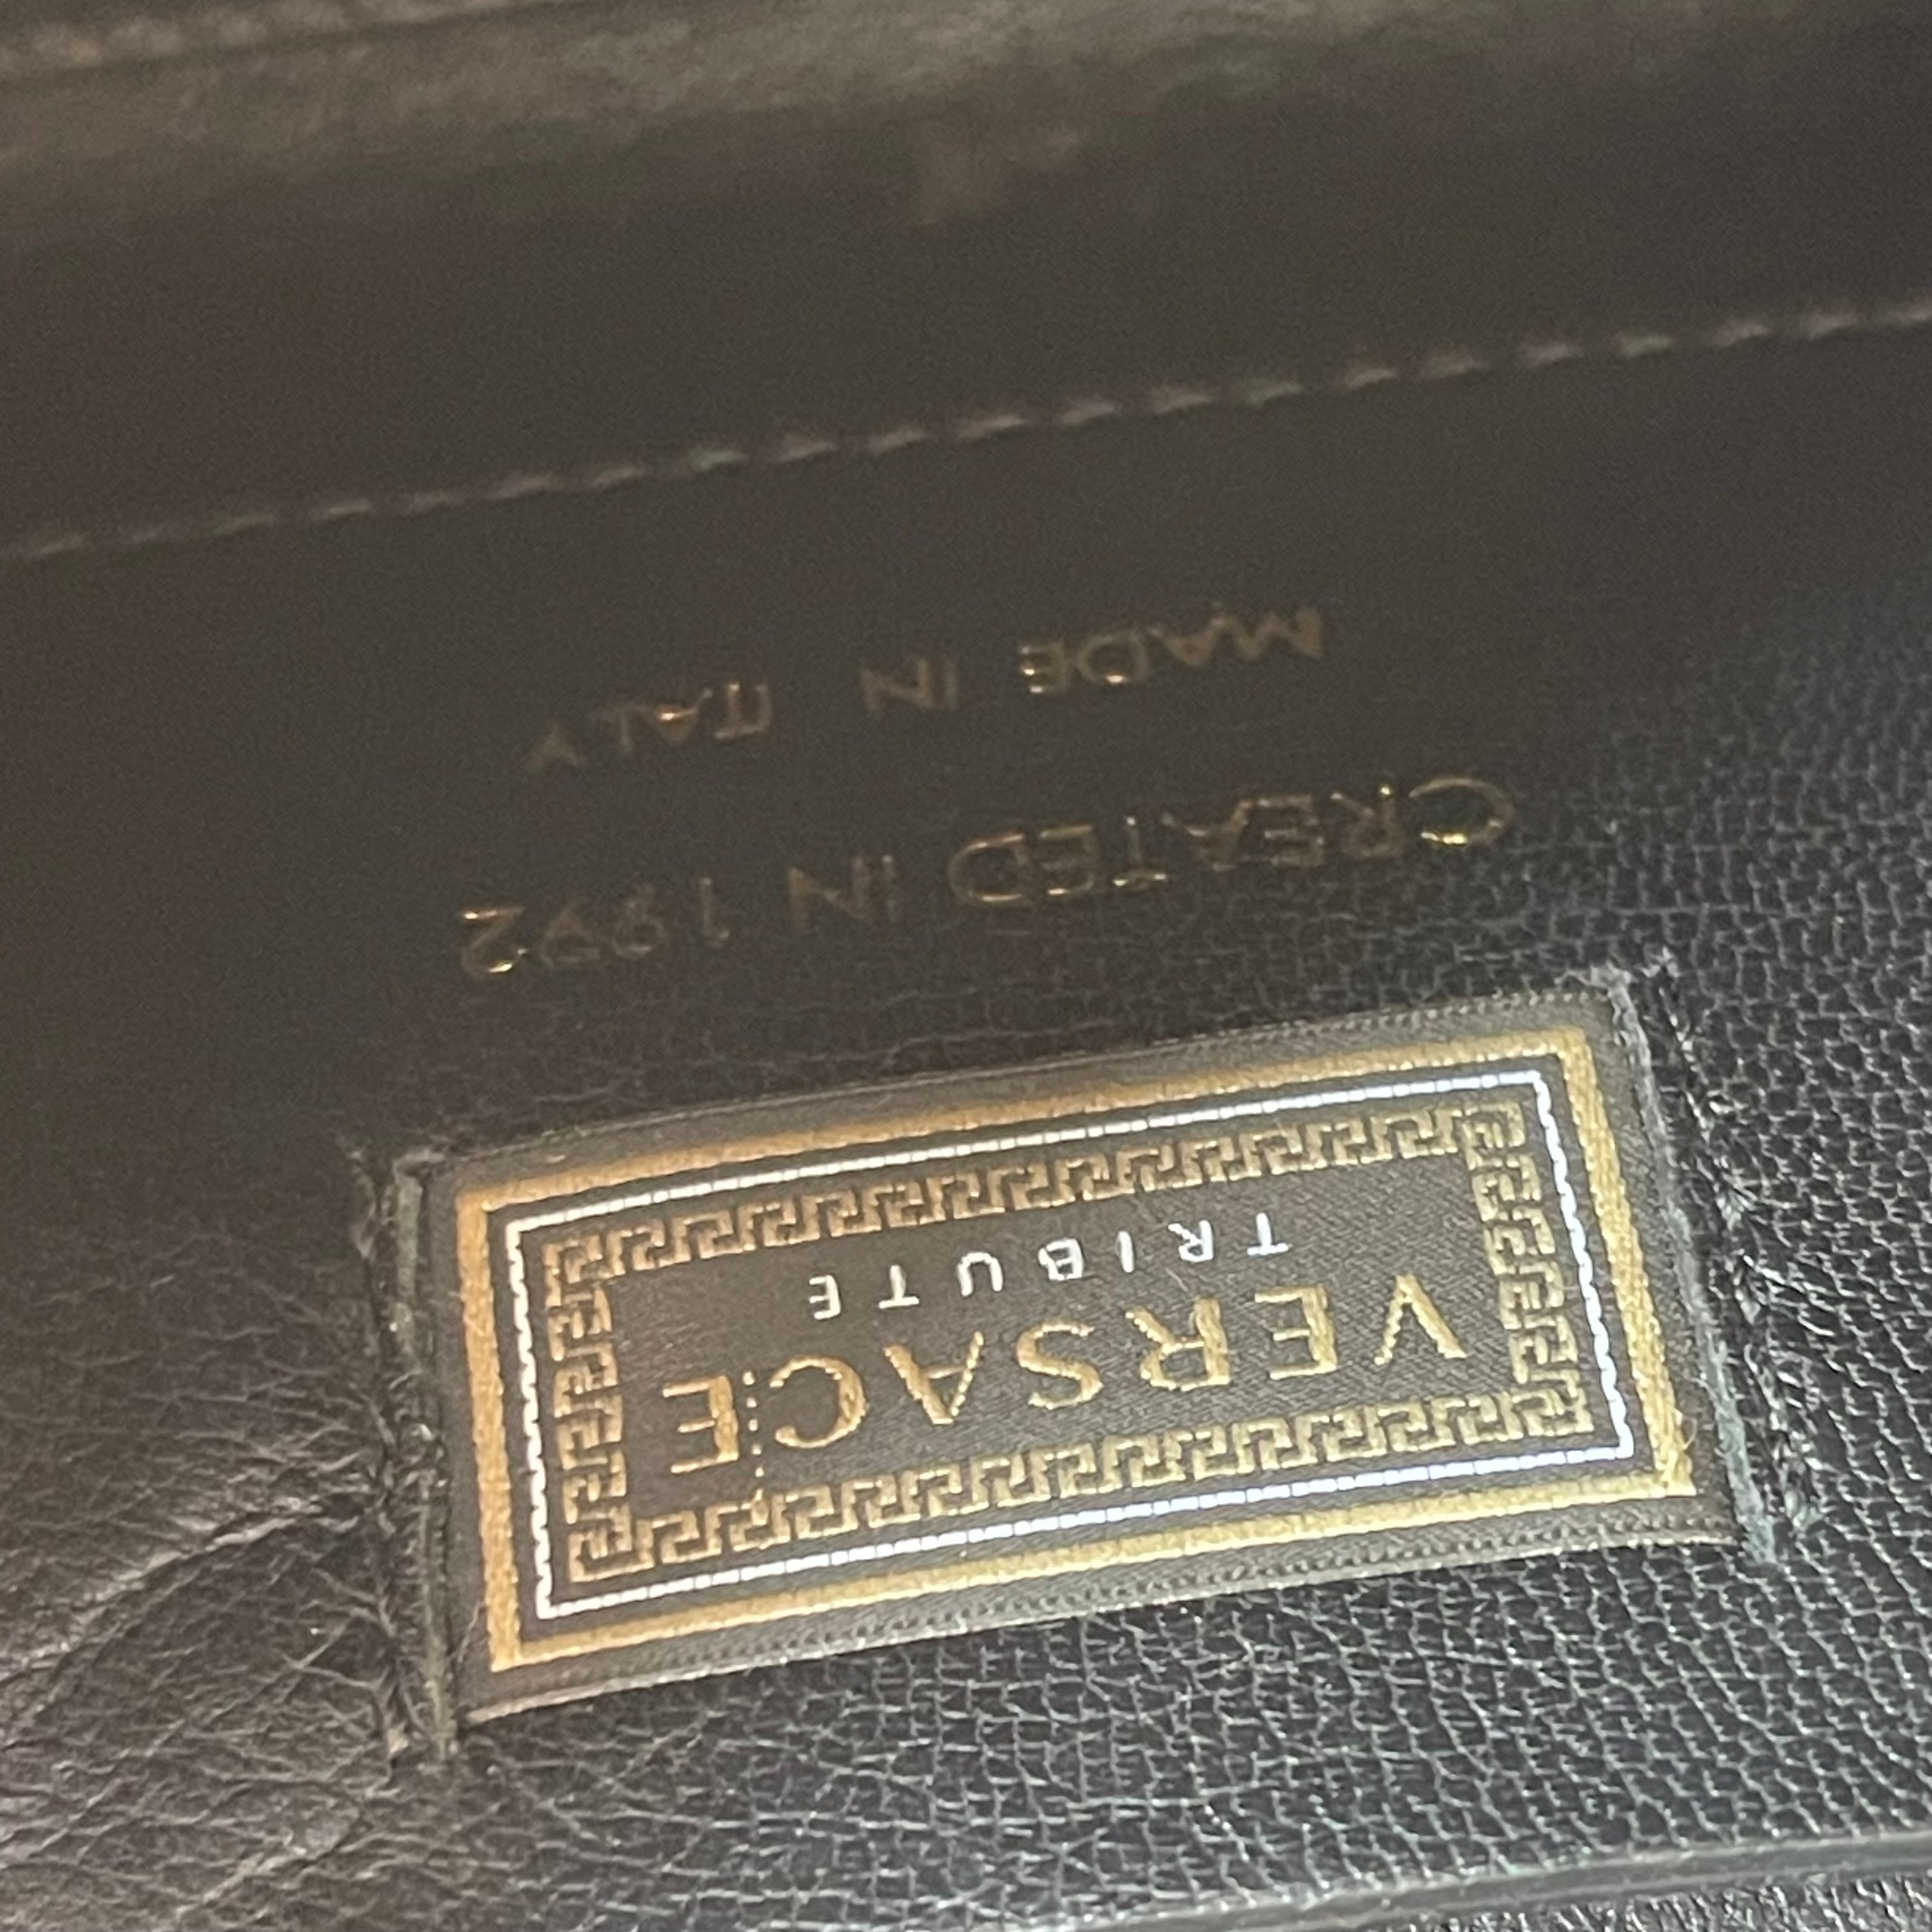 VERSACE
TRIBUTE
CREATED IN 1992
MADE IN ITALY